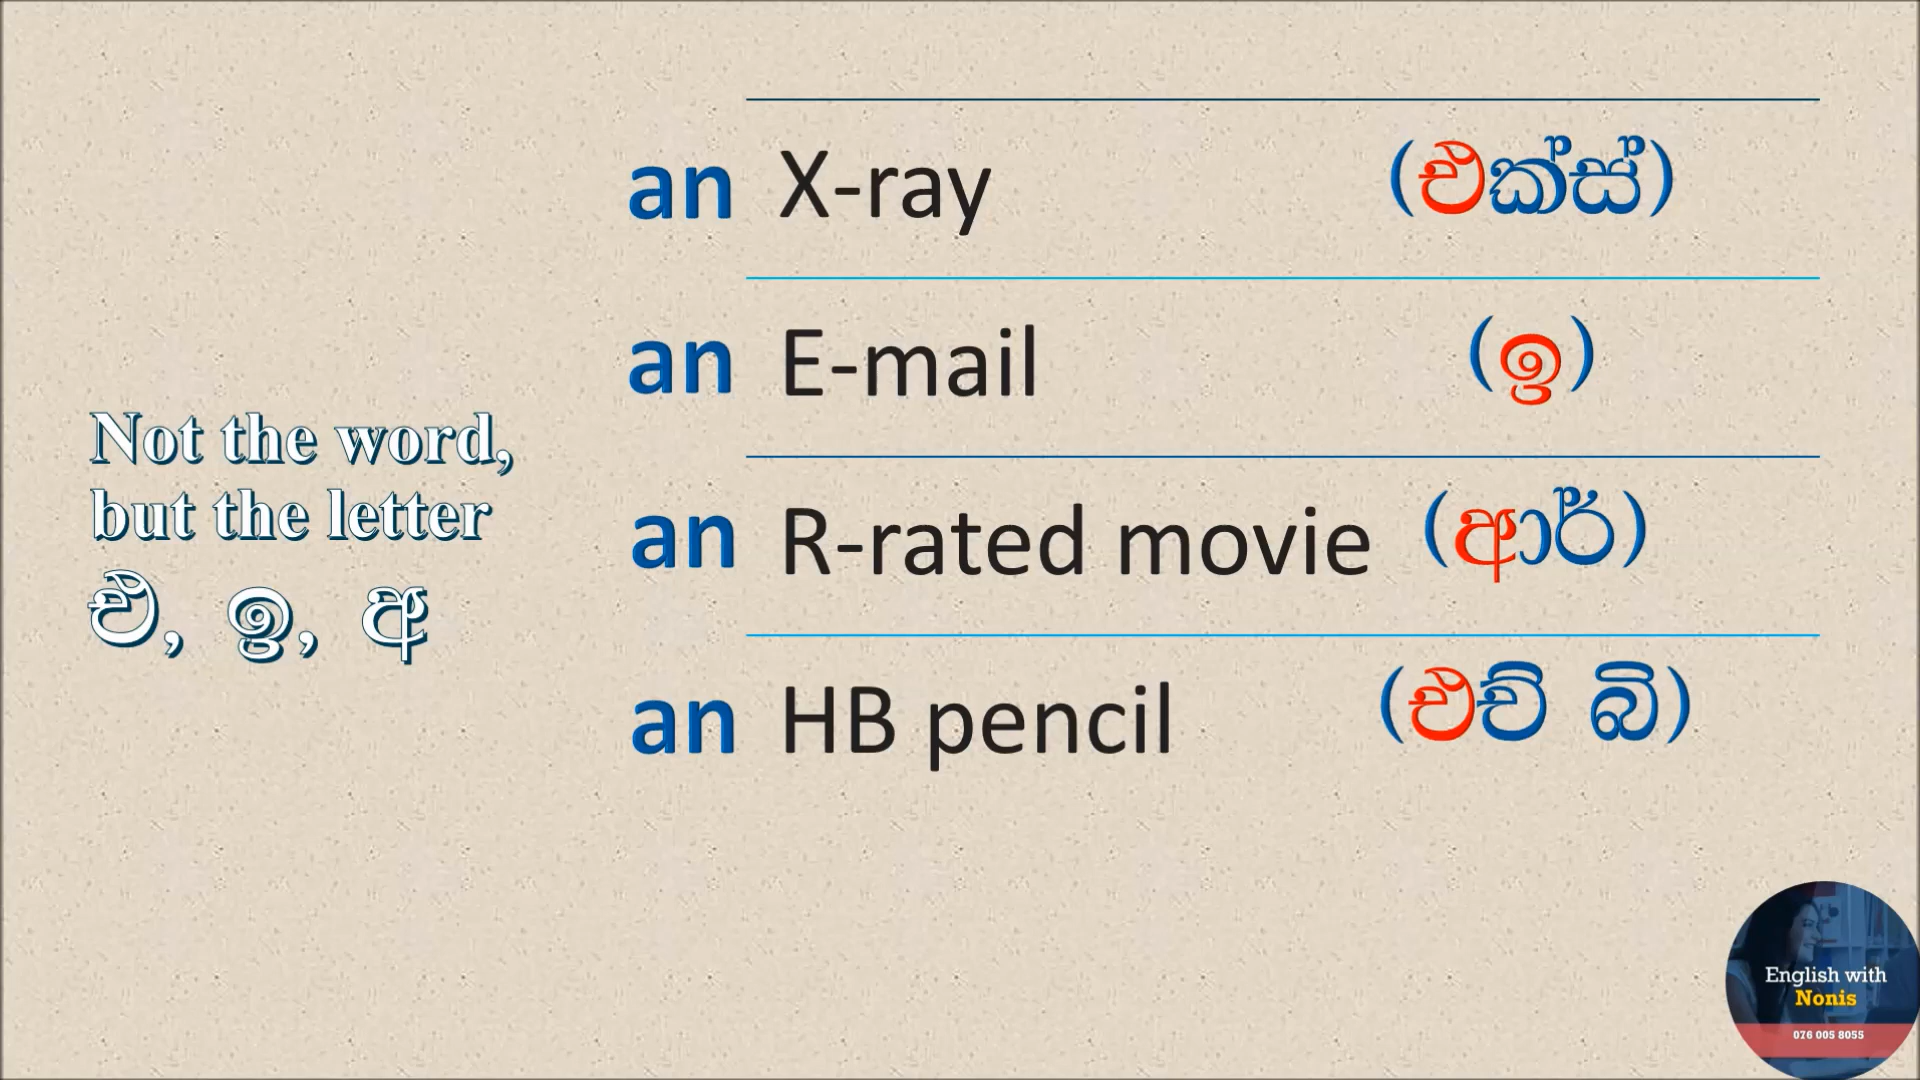 Not the word,
but the letter
එ, ඉ, අ
an X-ray (එක්ස්)
an E-mail (ඉ)
an R-rated movie (ආර්)
an HB pencil (එච් බි)
English with
Nonis
076 005 8055